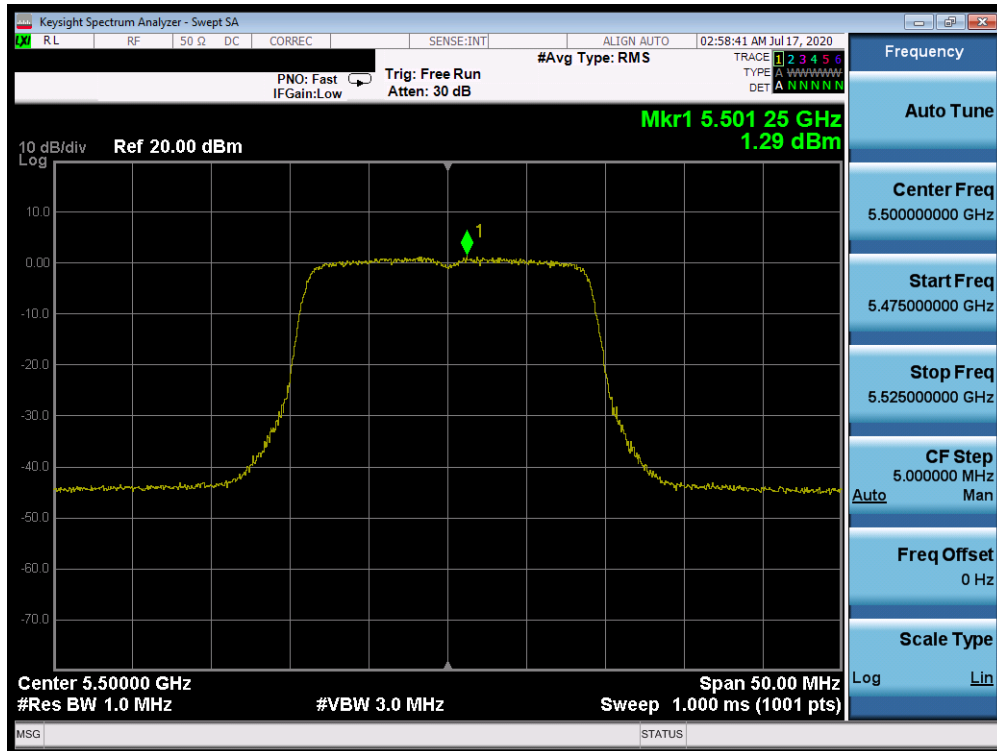 Keysight Spectrum Analyzer - Swept SA
LXI RL RF 50 Ω DC CORREC SENSE:INT ALIGN AUTO 02:58:41 AM Jul 17, 2020
#Avg Type: RMS
TRACE 1 2 3 4 5 6
TYPE A WWWWW
DET A N N N N N
PNO: Fast
IFGain:Low
Trig: Free Run
Atten: 30 dB
Mkr1 5.501 25 GHz
1.29 dBm
10 dB/div
Log
Ref 20.00 dBm
1
10.0
0.00
-10.0
-20.0
-30.0
-40.0
-50.0
-60.0
-70.0
Center 5.50000 GHz
Span 50.00 MHz
#Res BW 1.0 MHz
#VBW 3.0 MHz
Sweep 1.000 ms (1001 pts)
MSG
STATUS
Frequency
Auto Tune
Center Freq
5.500000000 GHz
Start Freq
5.475000000 GHz
Stop Freq
5.525000000 GHz
CF Step
5.000000 MHz
Auto Man
Freq Offset
0 Hz
Scale Type
Log Lin